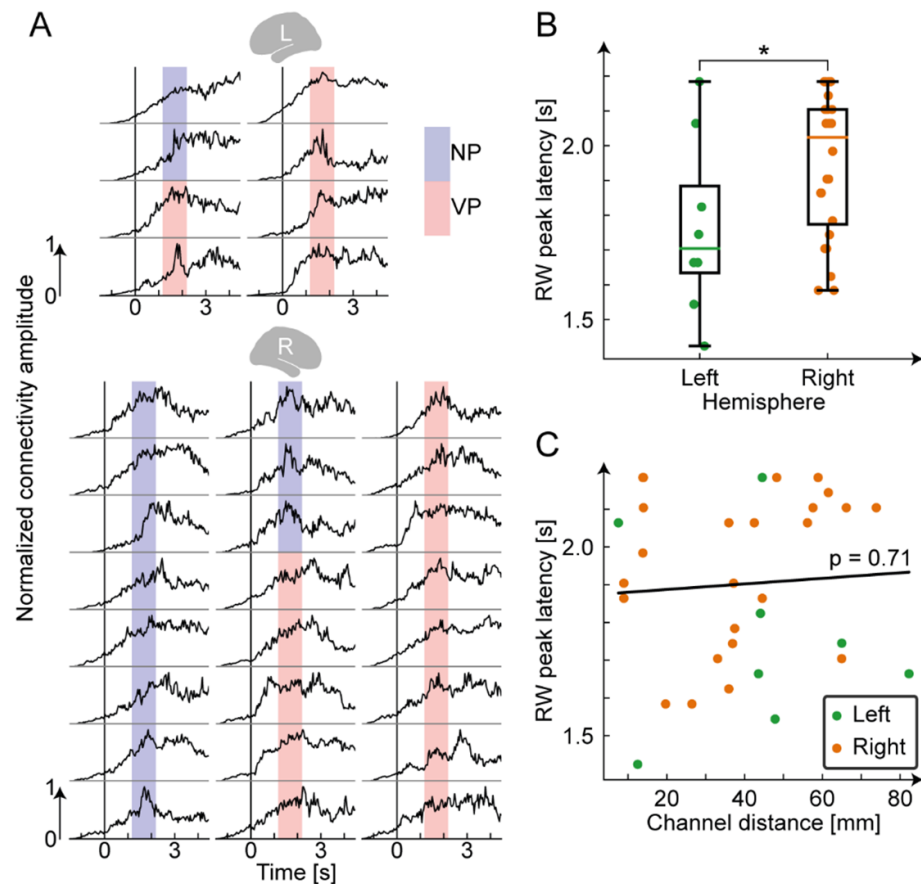 A
L
NP
VP
Normalized connectivity amplitude
1
0
0
3
0
3
R
1
0
0
3
0
3
0
3
Time [s]
B
*
RW peak latency [s]
2.0
1.5
Left
Right
Hemisphere
C
RW peak latency [s]
2.0
1.5
p = 0.71
Left
Right
20
40
60
80
Channel distance [mm]